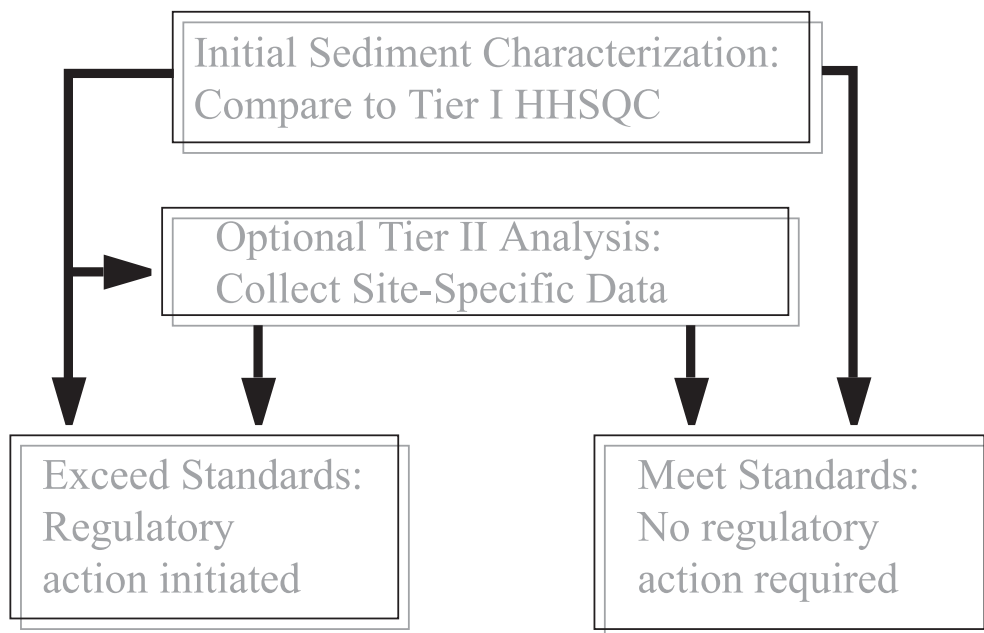 Initial Sediment Characterization:
Compare to Tier I HHSQC
Optional Tier II Analysis:
Collect Site-Specific Data
Exceed Standards:
Regulatory
action initiated
Meet Standards:
No regulatory
action required